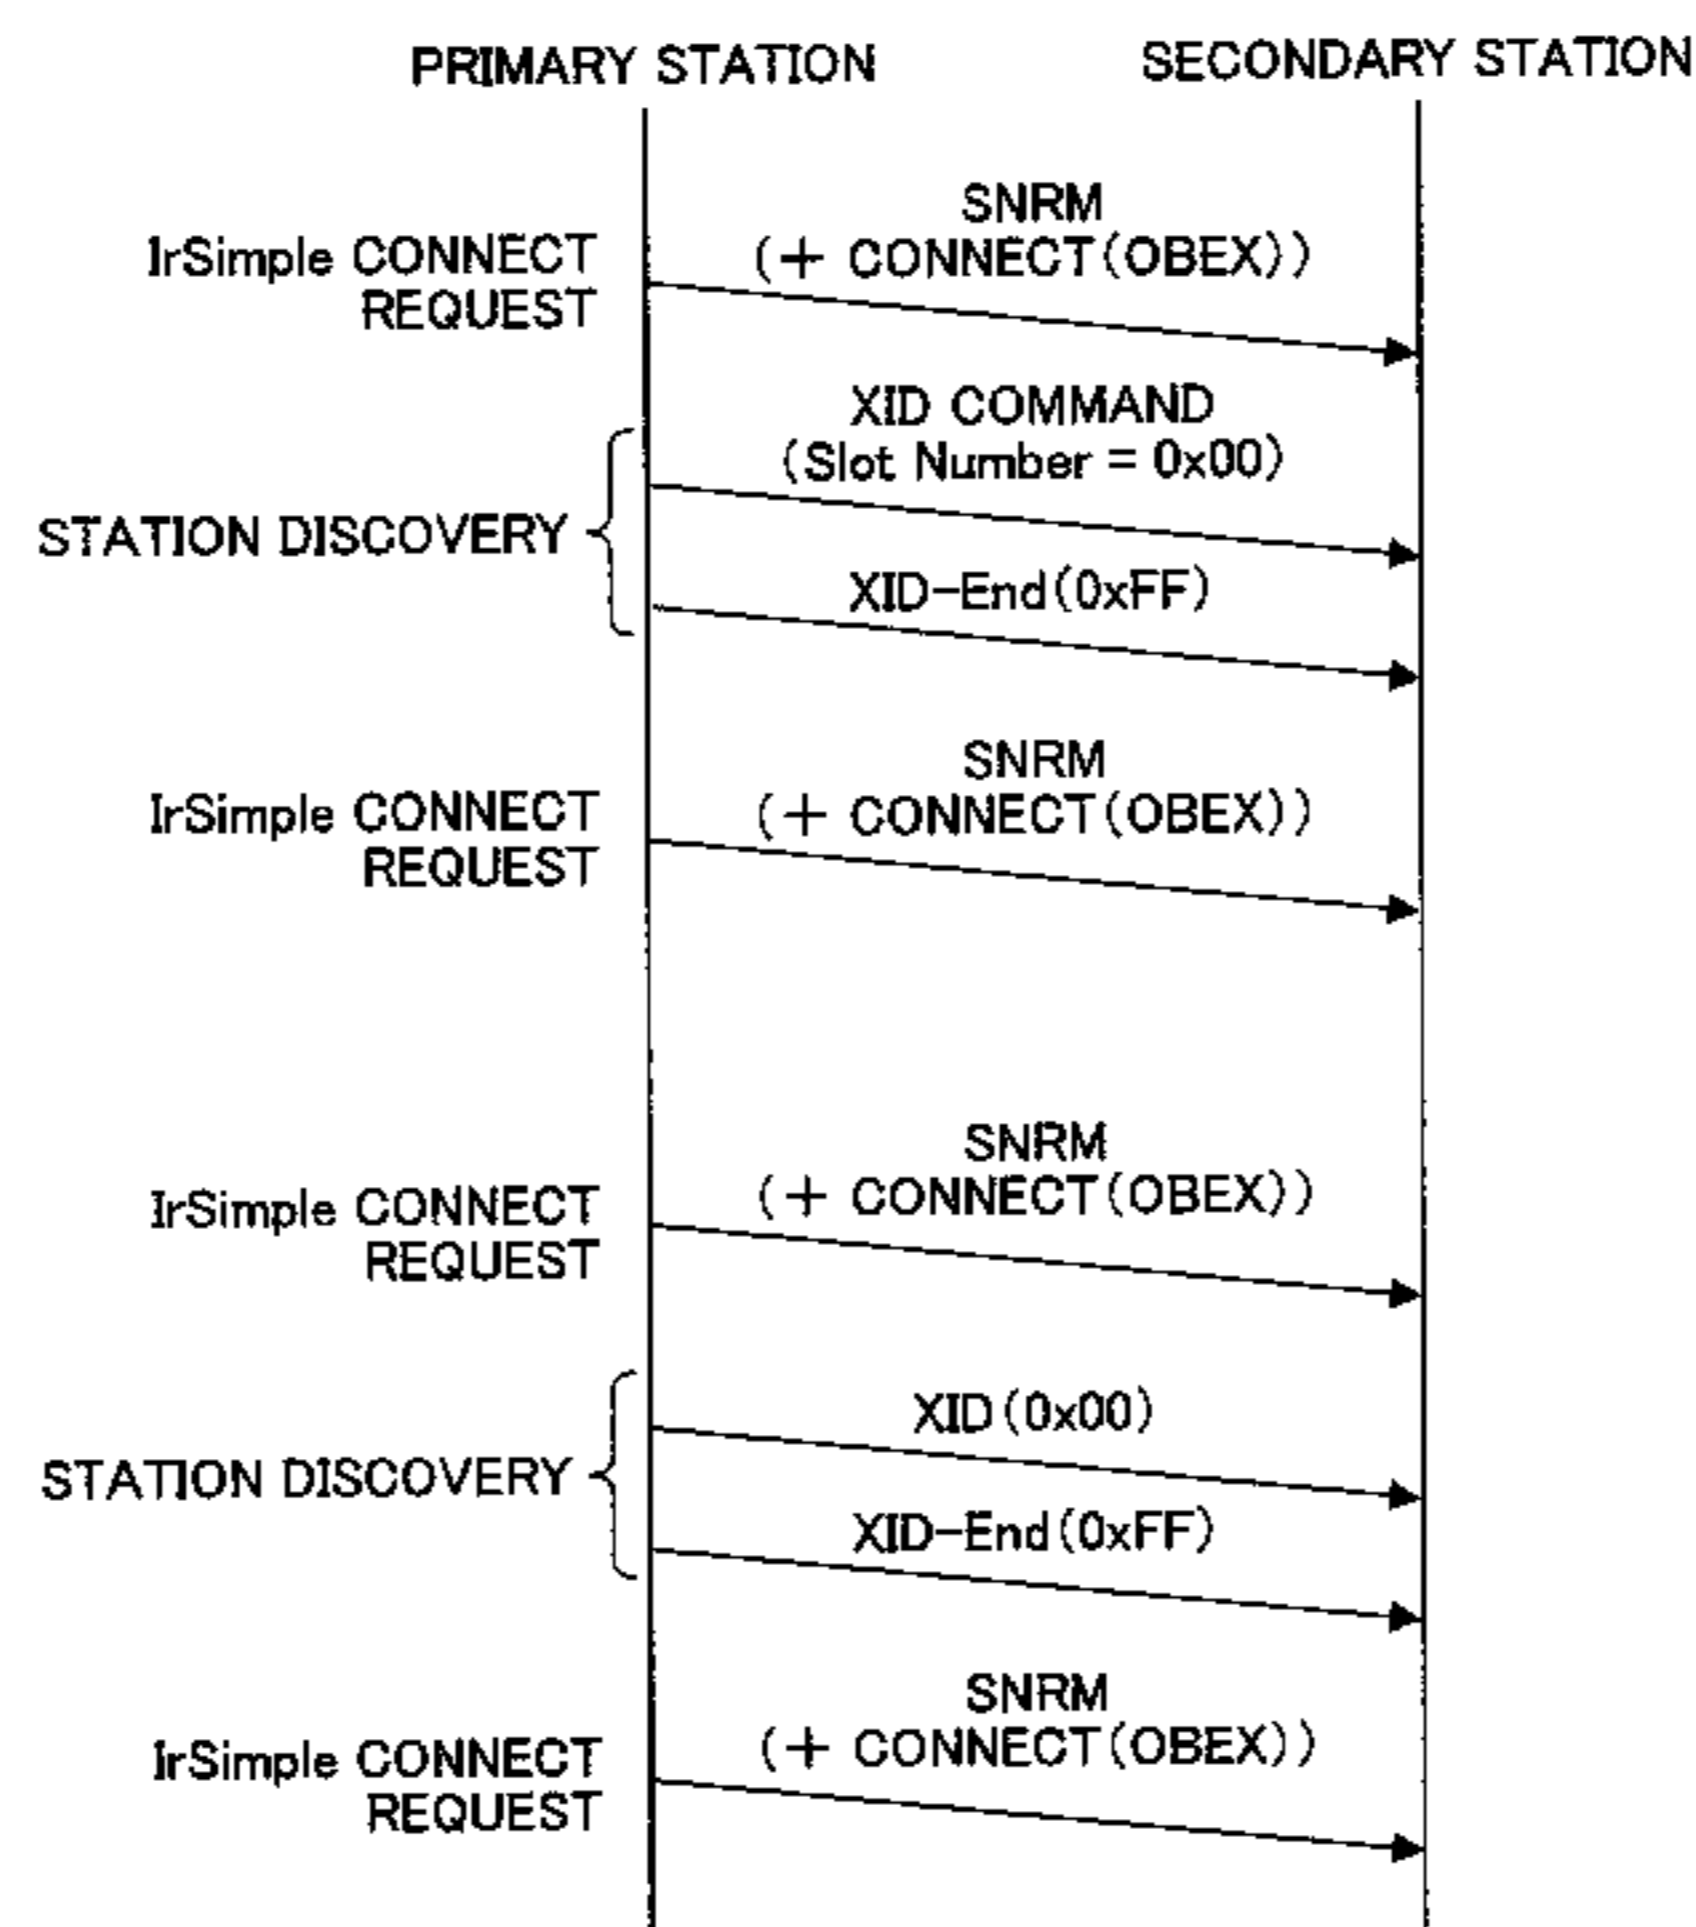 PRIMARY STATION
SECONDARY STATION
SNRM
IrSimple CONNECT
(+ CONNECT(OBEX))
REQUEST
XID COMMAND
(Slot Number = 0x00)
STATION DISCOVERY
XID-End(0xFF)
SNRM
IrSimple CONNECT
(+ CONNECT(OBEX))
REQUEST
SNRM
IrSimple CONNECT
(+ CONNECT(OBEX))
REQUEST
XID(0x00)
STATION DISCOVERY
XID-End(0xFF)
SNRM
IrSimple CONNECT
(+ CONNECT(OBEX))
REQUEST